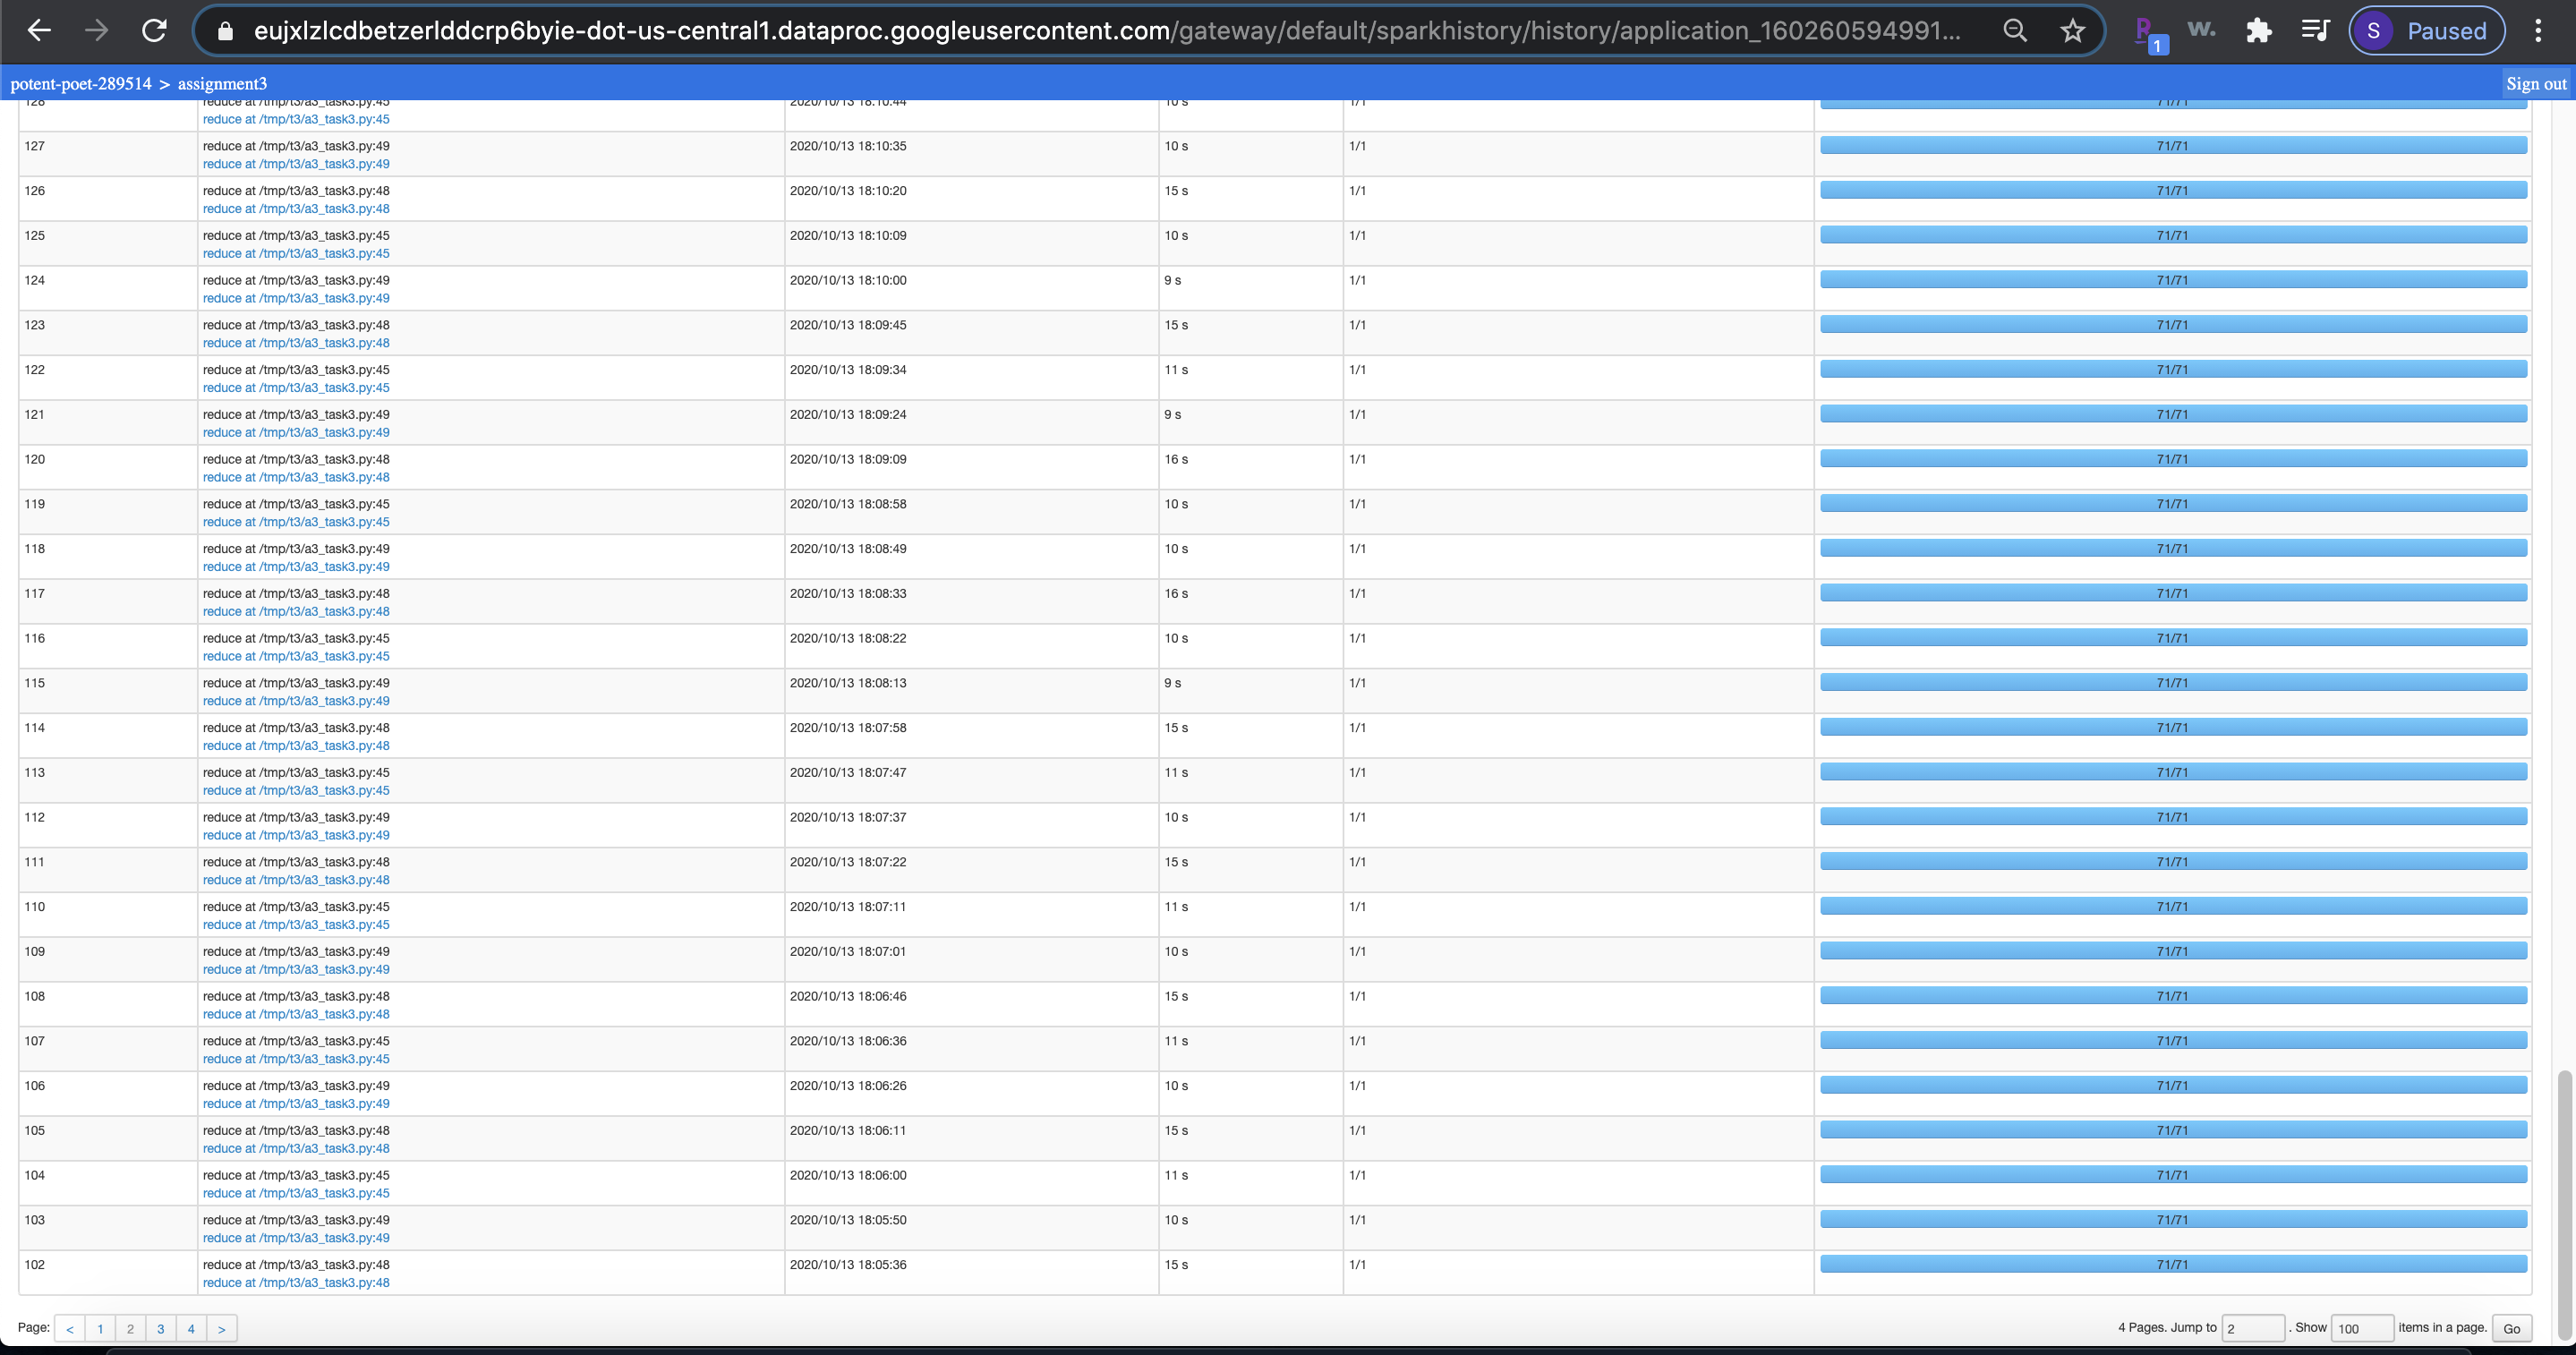 eujxlzlcdbetzerlddcrp6byie-dot-us-central1.dataproc.googleusercontent.com/gateway/default/sparkhistory/history/application_160260594991... R 1 w. S Paused
potent-poet-289514 > assignment3 Sign out
128 reduce at /tmp/t3/a3_task3.py:45 2020/10/13 18:10:44 10 s 1/1 71/71
reduce at /tmp/t3/a3_task3.py:45
127 reduce at /tmp/t3/a3_task3.py:49 2020/10/13 18:10:35 10 s 1/1 71/71
reduce at /tmp/t3/a3_task3.py:49
126 reduce at /tmp/t3/a3_task3.py:48 2020/10/13 18:10:20 15 s 1/1 71/71
reduce at /tmp/t3/a3_task3.py:48
125 reduce at /tmp/t3/a3_task3.py:45 2020/10/13 18:10:09 10 s 1/1 71/71
reduce at /tmp/t3/a3_task3.py:45
124 reduce at /tmp/t3/a3_task3.py:49 2020/10/13 18:10:00 9 s 1/1 71/71
reduce at /tmp/t3/a3_task3.py:49
123 reduce at /tmp/t3/a3_task3.py:48 2020/10/13 18:09:45 15 s 1/1 71/71
reduce at /tmp/t3/a3_task3.py:48
122 reduce at /tmp/t3/a3_task3.py:45 2020/10/13 18:09:34 11 s 1/1 71/71
reduce at /tmp/t3/a3_task3.py:45
121 reduce at /tmp/t3/a3_task3.py:49 2020/10/13 18:09:24 9 s 1/1 71/71
reduce at /tmp/t3/a3_task3.py:49
120 reduce at /tmp/t3/a3_task3.py:48 2020/10/13 18:09:09 16 s 1/1 71/71
reduce at /tmp/t3/a3_task3.py:48
119 reduce at /tmp/t3/a3_task3.py:45 2020/10/13 18:08:58 10 s 1/1 71/71
reduce at /tmp/t3/a3_task3.py:45
118 reduce at /tmp/t3/a3_task3.py:49 2020/10/13 18:08:49 10 s 1/1 71/71
reduce at /tmp/t3/a3_task3.py:49
117 reduce at /tmp/t3/a3_task3.py:48 2020/10/13 18:08:33 16 s 1/1 71/71
reduce at /tmp/t3/a3_task3.py:48
116 reduce at /tmp/t3/a3_task3.py:45 2020/10/13 18:08:22 10 s 1/1 71/71
reduce at /tmp/t3/a3_task3.py:45
115 reduce at /tmp/t3/a3_task3.py:49 2020/10/13 18:08:13 9 s 1/1 71/71
reduce at /tmp/t3/a3_task3.py:49
114 reduce at /tmp/t3/a3_task3.py:48 2020/10/13 18:07:58 15 s 1/1 71/71
reduce at /tmp/t3/a3_task3.py:48
113 reduce at /tmp/t3/a3_task3.py:45 2020/10/13 18:07:47 11 s 1/1 71/71
reduce at /tmp/t3/a3_task3.py:45
112 reduce at /tmp/t3/a3_task3.py:49 2020/10/13 18:07:37 10 s 1/1 71/71
reduce at /tmp/t3/a3_task3.py:49
111 reduce at /tmp/t3/a3_task3.py:48 2020/10/13 18:07:22 15 s 1/1 71/71
reduce at /tmp/t3/a3_task3.py:48
110 reduce at /tmp/t3/a3_task3.py:45 2020/10/13 18:07:11 11 s 1/1 71/71
reduce at /tmp/t3/a3_task3.py:45
109 reduce at /tmp/t3/a3_task3.py:49 2020/10/13 18:07:01 10 s 1/1 71/71
reduce at /tmp/t3/a3_task3.py:49
108 reduce at /tmp/t3/a3_task3.py:48 2020/10/13 18:06:46 15 s 1/1 71/71
reduce at /tmp/t3/a3_task3.py:48
107 reduce at /tmp/t3/a3_task3.py:45 2020/10/13 18:06:36 11 s 1/1 71/71
reduce at /tmp/t3/a3_task3.py:45
106 reduce at /tmp/t3/a3_task3.py:49 2020/10/13 18:06:26 10 s 1/1 71/71
reduce at /tmp/t3/a3_task3.py:49
105 reduce at /tmp/t3/a3_task3.py:48 2020/10/13 18:06:11 15 s 1/1 71/71
reduce at /tmp/t3/a3_task3.py:48
104 reduce at /tmp/t3/a3_task3.py:45 2020/10/13 18:06:00 11 s 1/1 71/71
reduce at /tmp/t3/a3_task3.py:45
103 reduce at /tmp/t3/a3_task3.py:49 2020/10/13 18:05:50 10 s 1/1 71/71
reduce at /tmp/t3/a3_task3.py:49
102 reduce at /tmp/t3/a3_task3.py:48 2020/10/13 18:05:36 15 s 1/1 71/71
reduce at /tmp/t3/a3_task3.py:48
Page: < 1 2 3 4 > 4 Pages. Jump to 2 . Show 100 items in a page. Go